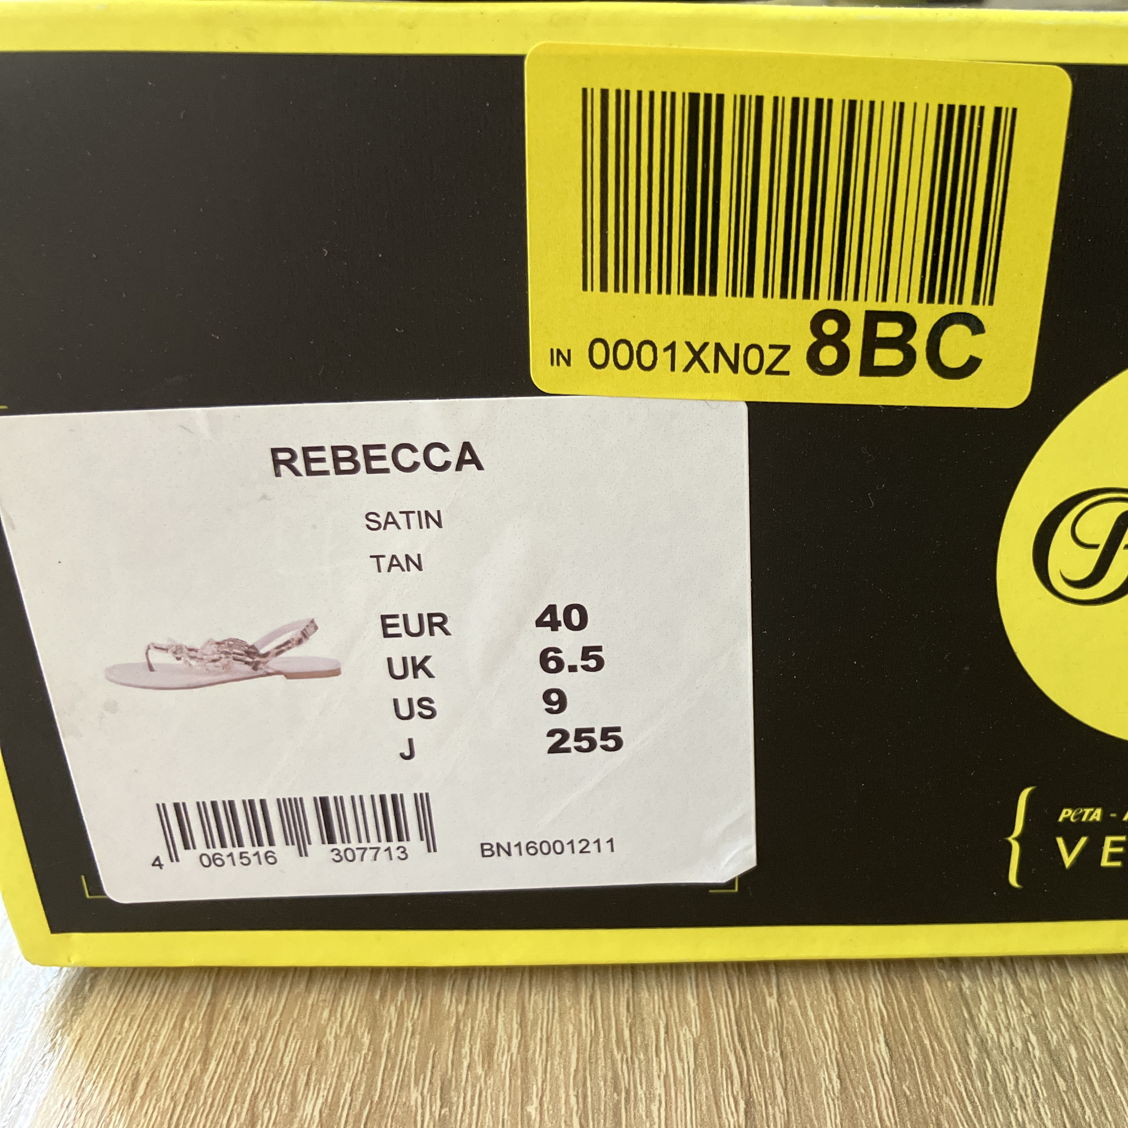 IN 0001XN0Z 8BC
REBECCA
SATIN
TAN
EUR 40
UK 6.5
US 9
J 255
4 061516 307713
BN16001211
PeTA -
VE